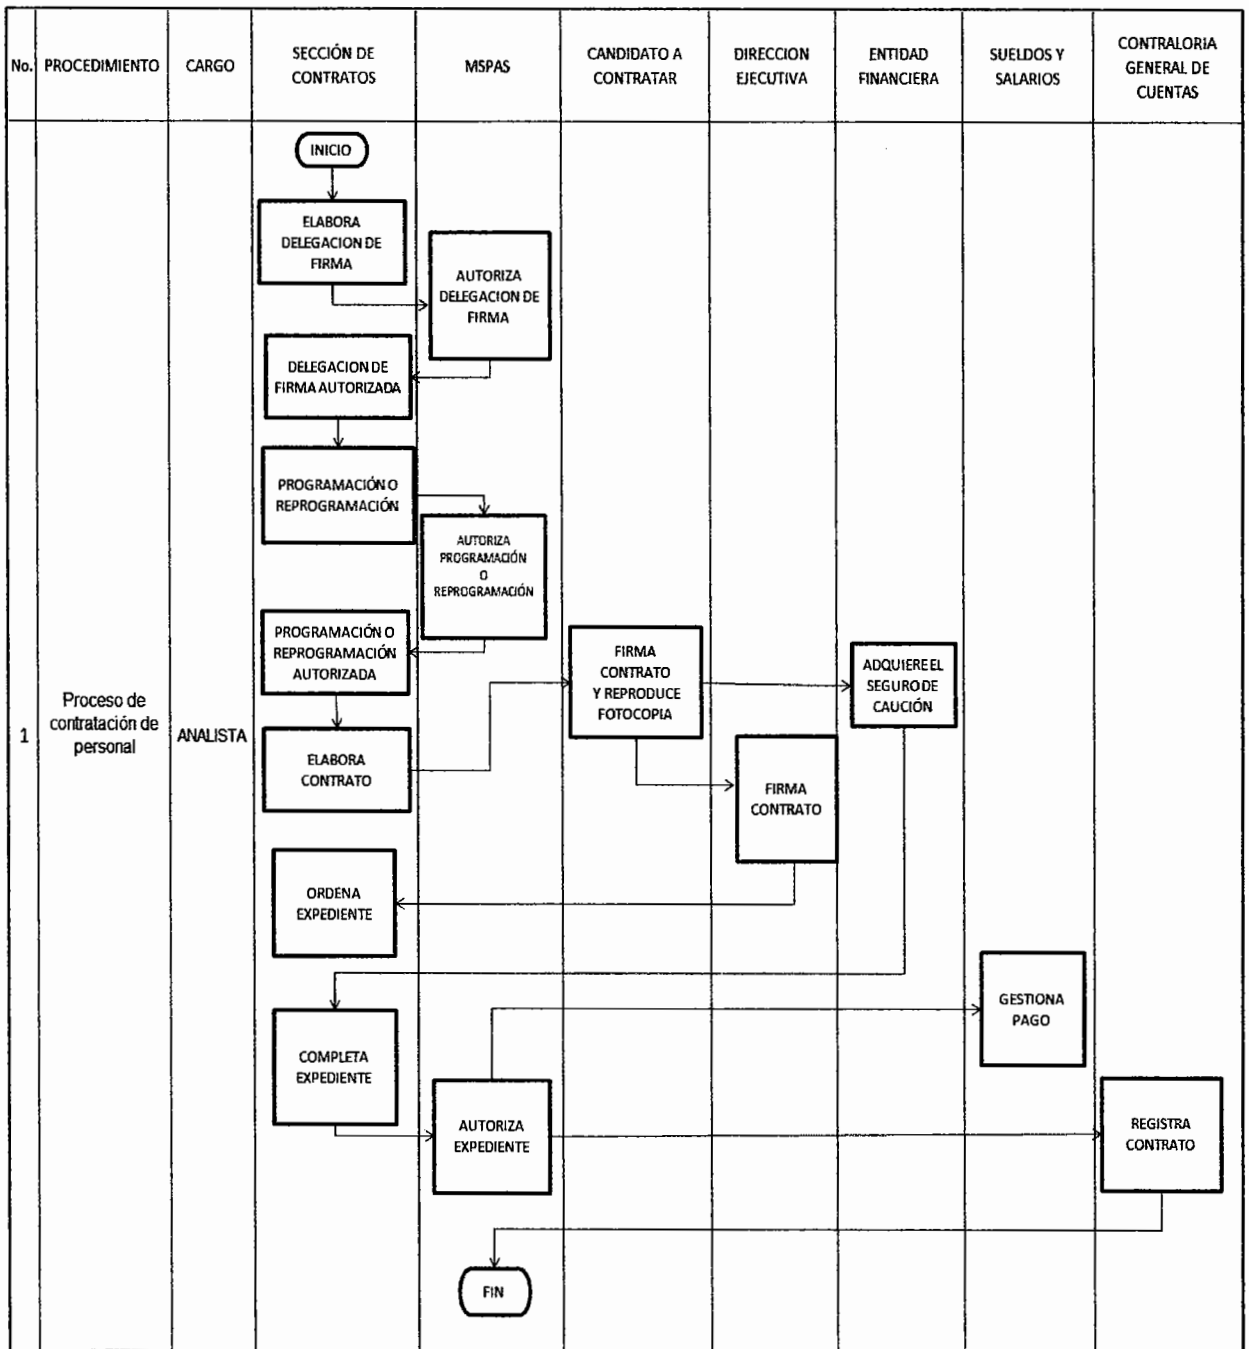 No.
PROCEDIMIENTO
CARGO
SECCIÓN DE
CONTRATOS
MSPAS
CANDIDATO A
CONTRATAR
DIRECCION
EJECUTIVA
ENTIDAD
FINANCIERA
SUELDOS Y
SALARIOS
CONTRALORIA
GENERAL DE
CUENTAS
1
Proceso de
contratación de
personal
ANALISTA
INICIO
ELABORA
DELEGACION DE
FIRMA
AUTORIZA
DELEGACION DE
FIRMA
DELEGACION DE
FIRMA AUTORIZADA
PROGRAMACIÓN O
REPROGRAMACIÓN
AUTORIZA
PROGRAMACIÓN
O
REPROGRAMACIÓN
PROGRAMACIÓN O
REPROGRAMACIÓN
AUTORIZADA
ELABORA
CONTRATO
FIRMA
CONTRATO
Y REPRODUCE
FOTOCOPIA
ADQUIERE EL
SEGURO DE
CAUCIÓN
FIRMA
CONTRATO
ORDENA
EXPEDIENTE
COMPLETA
EXPEDIENTE
AUTORIZA
EXPEDIENTE
GESTIONA
PAGO
REGISTRA
CONTRATO
FIN